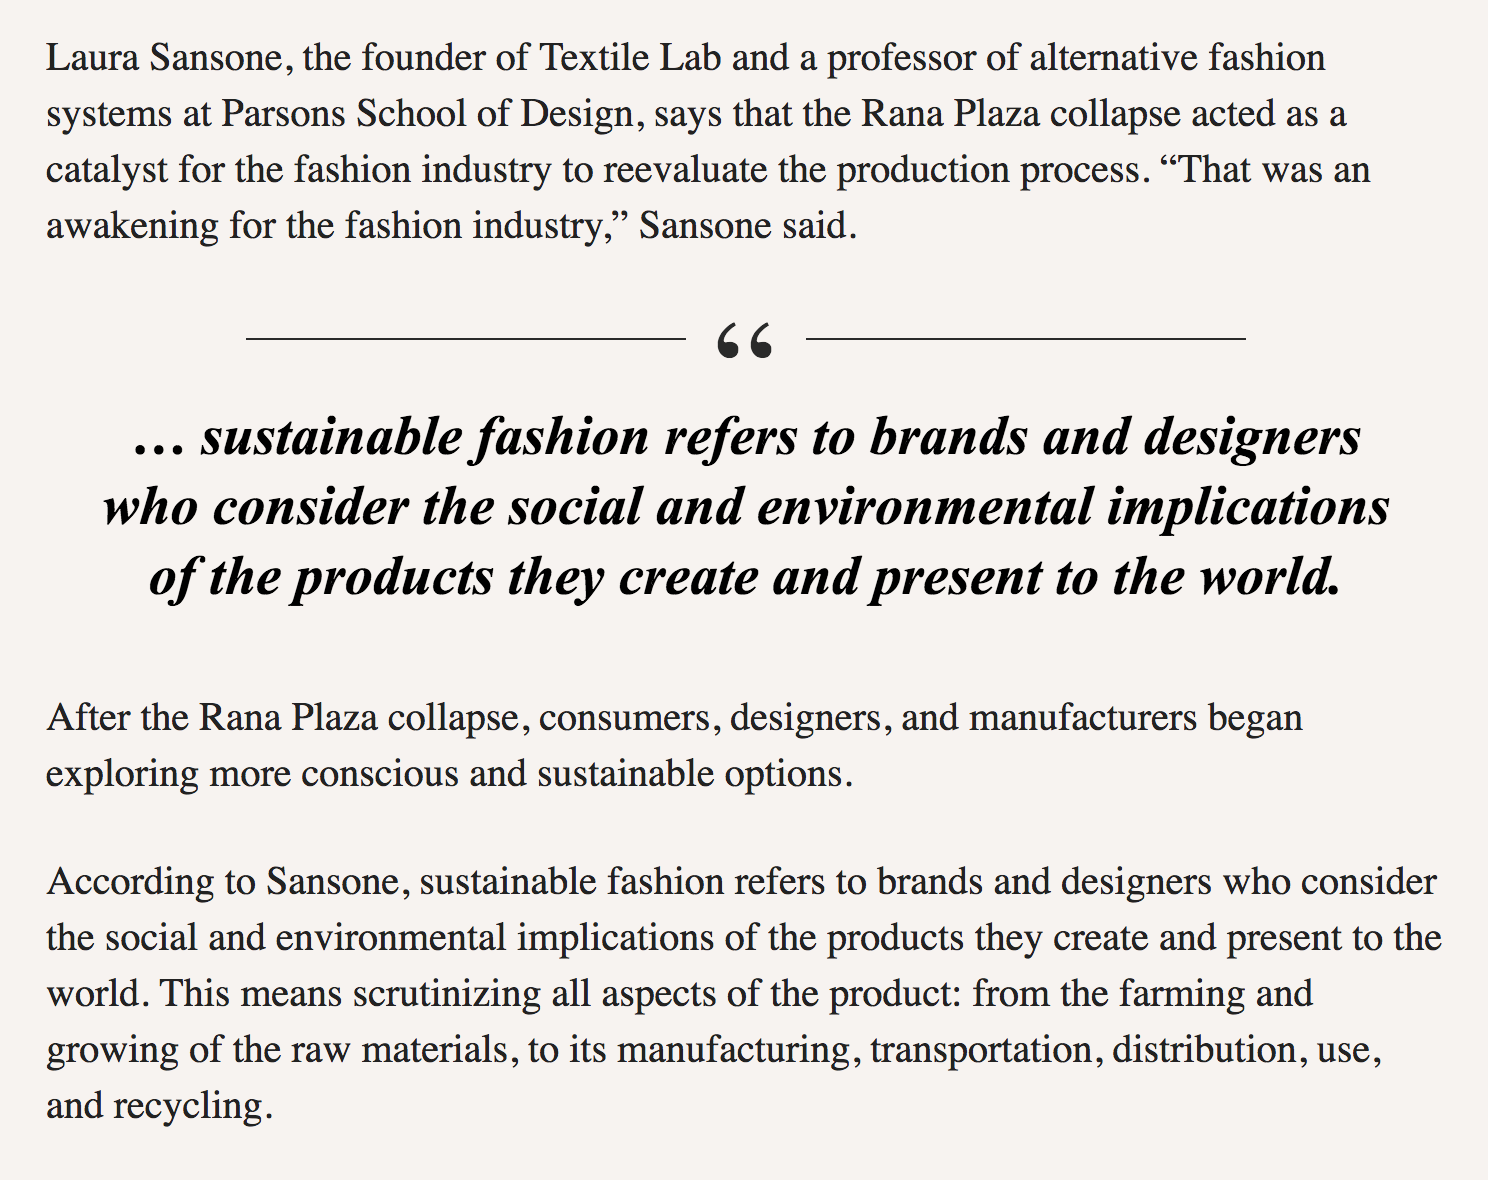 Laura Sansone, the founder of Textile Lab and a professor of alternative fashion
systems at Parsons School of Design, says that the Rana Plaza collapse acted as a
catalyst for the fashion industry to reevaluate the production process. “That was an
awakening for the fashion industry,” Sansone said.
“
… sustainable fashion refers to brands and designers
who consider the social and environmental implications
of the products they create and present to the world.
After the Rana Plaza collapse, consumers, designers, and manufacturers began
exploring more conscious and sustainable options.
According to Sansone, sustainable fashion refers to brands and designers who consider
the social and environmental implications of the products they create and present to the
world. This means scrutinizing all aspects of the product: from the farming and
growing of the raw materials, to its manufacturing, transportation, distribution, use,
and recycling.